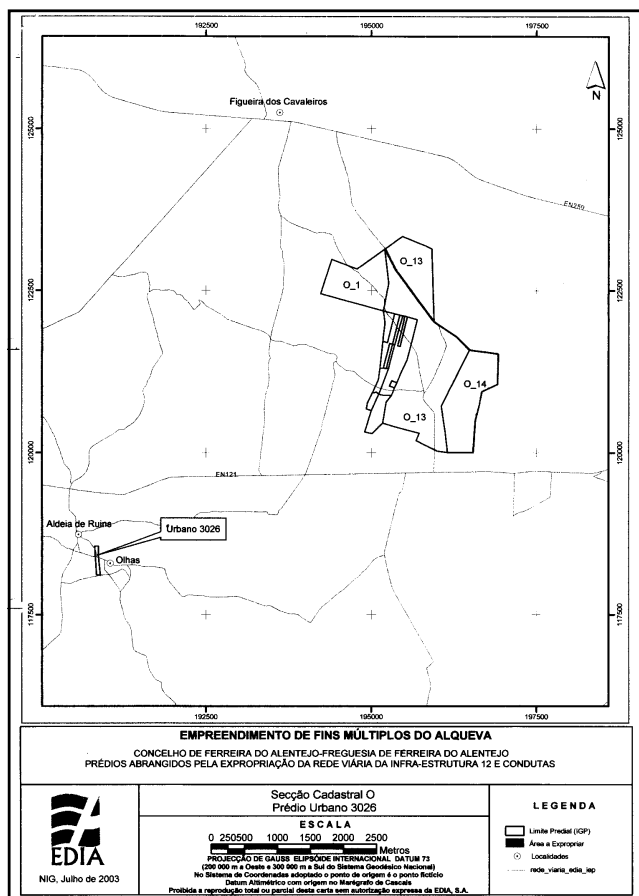 192500 195000 197500
N
Figueira dos Cavaleiros
125000 125000
EN259
O_13
O_1
122500 122500
O_14
O_13
120000 120000
EN121
Aldeia de Ruins
Urbano 3026
Olhas
117500 117500
192500 195000 197500
EMPREENDIMENTO DE FINS MÚLTIPLOS DO ALQUEVA
CONCELHO DE FERREIRA DO ALENTEJO-FREGUESIA DE FERREIRA DO ALENTEJO
PRÉDIOS ABRANGIDOS PELA EXPROPRIAÇÃO DA REDE VIÁRIA DA INFRA-ESTRUTURA 12 E CONDUTAS
EDIA
NIG, Julho de 2003
Secção Cadastral O
Prédio Urbano 3026
ESCALA
0 250500 1000 1500 2000 2500
Metros
PROJECÇÃO DE GAUSS ELIPSÓIDE INTERNACIONAL DATUM 73
(200 000 m a Oeste e 300 000 m a Sul do Sistema Geodésico Nacional)
No Sistema de Coordenadas adoptado o ponto de origem é o ponto fictício
Datum Altimétrico com origem no Marégrafo de Cascais
Proibida a reprodução total ou parcial desta carta sem autorização expressa da EDIA, S.A.
LEGENDA
Limite Predial (IGP)
Área a Expropriar
Localidades
rede_viaria_edia_iep